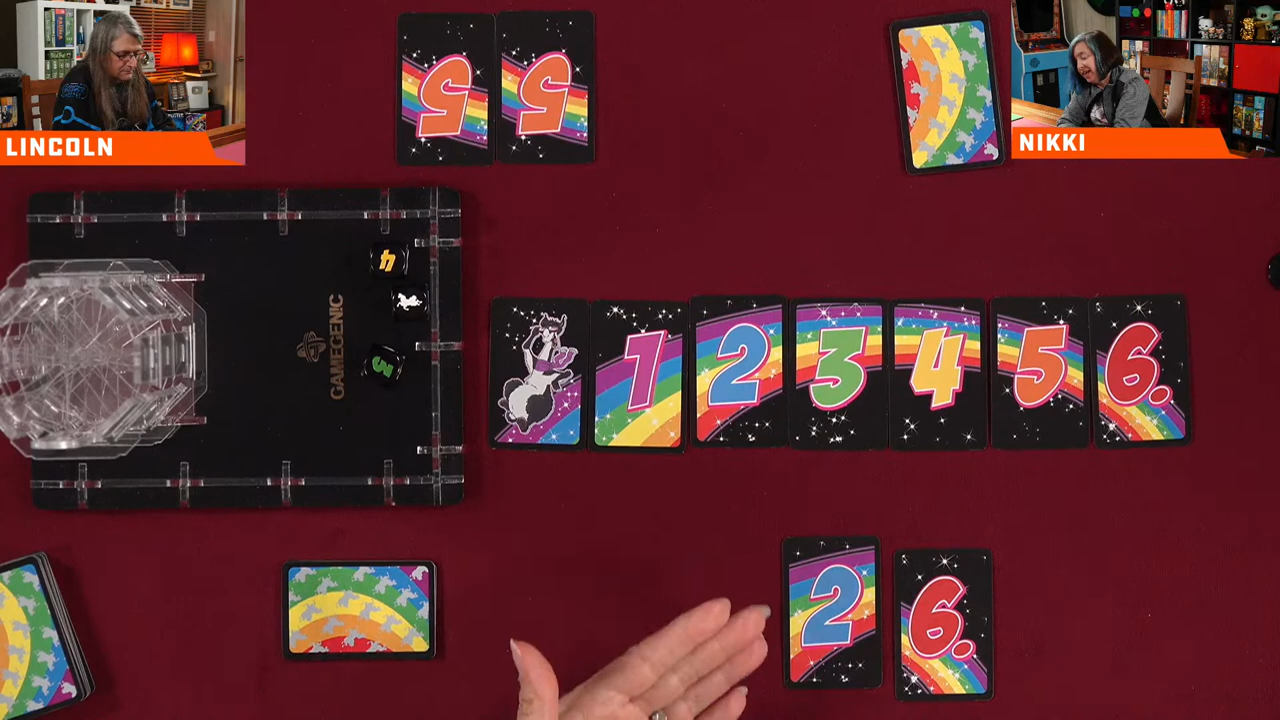 LINCOLN
NIKKI
5 5
4
3
GAMEGENIC
1 2 3 4 5 6.
2 6.